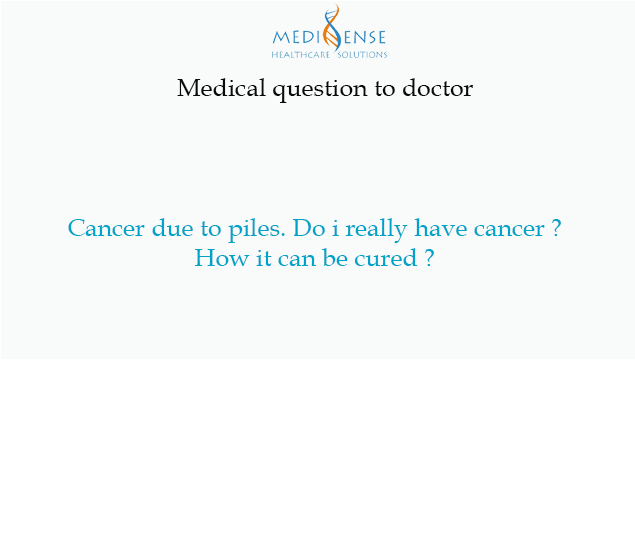 MEDISENSE
HEALTHCARE SOLUTIONS
Medical question to doctor
Cancer due to piles. Do i really have cancer ?
How it can be cured ?